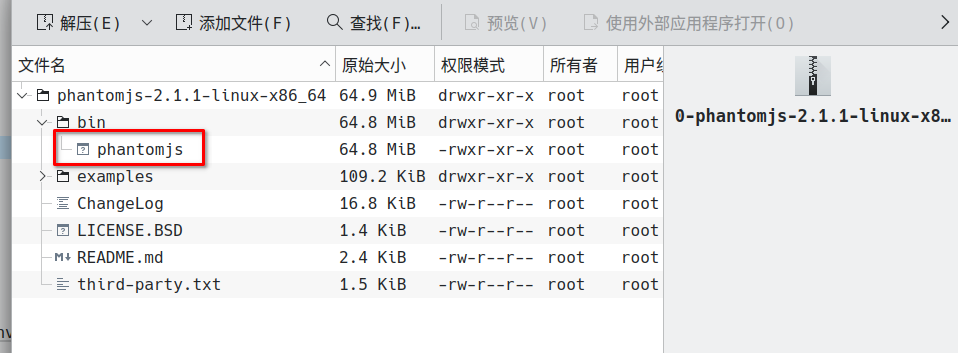 解压(E) 添加文件(F) 查找(F)… 预览(V) 使用外部应用程序打开(O)
文件名 原始大小 权限模式 所有者 用户
phantomjs-2.1.1-linux-x86_64 64.9 MiB drwxr-xr-x root root
bin 64.8 MiB drwxr-xr-x root root
phantomjs 64.8 MiB -rwxr-xr-x root root
examples 109.2 KiB drwxr-xr-x root root
ChangeLog 16.8 KiB -rw-r--r-- root root
LICENSE.BSD 1.4 KiB -rw-r--r-- root root
README.md 2.4 KiB -rw-r--r-- root root
third-party.txt 1.5 KiB -rw-r--r-- root root
0-phantomjs-2.1.1-linux-x8…